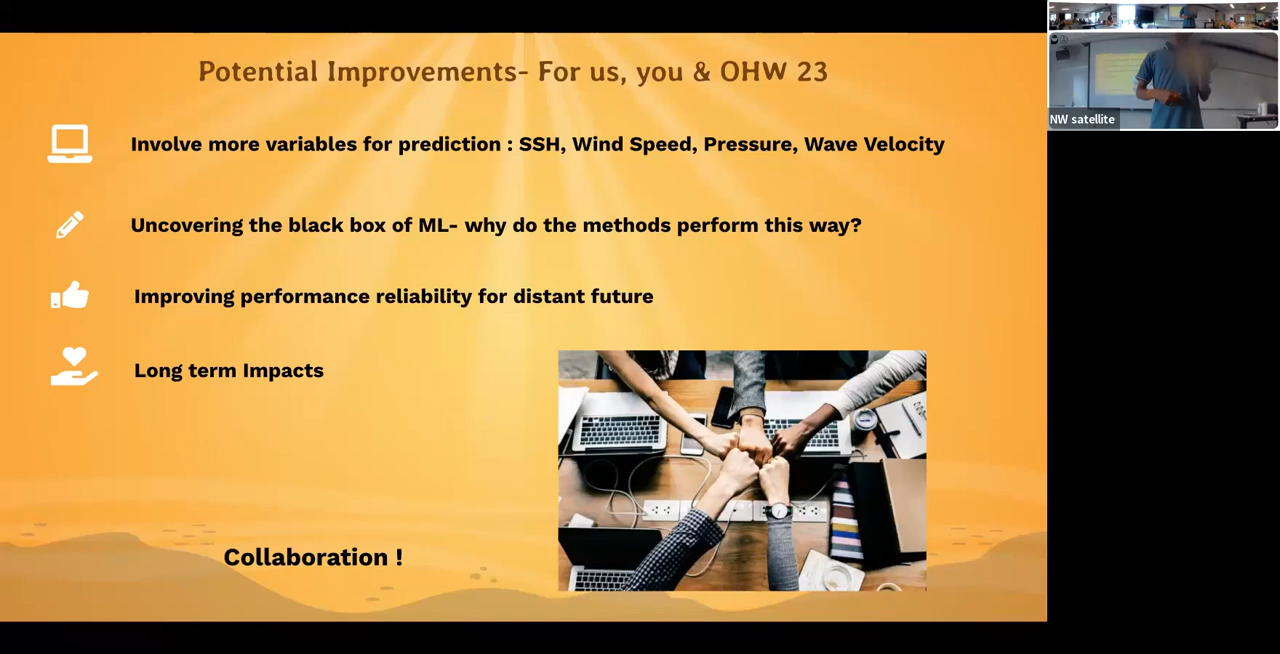 Potential Improvements- For us, you & OHW 23
Involve more variables for prediction : SSH, Wind Speed, Pressure, Wave Velocity
Uncovering the black box of ML- why do the methods perform this way?
Improving performance reliability for distant future
Long term Impacts
Collaboration !
NW satellite